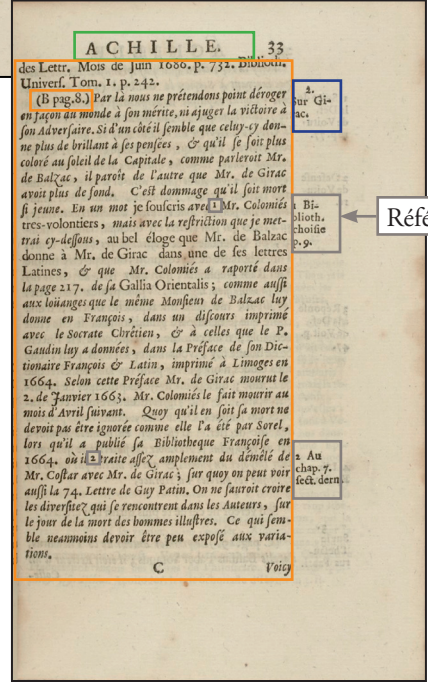 ACHILLE. 33
des Lettr. Mois de Juin 1686. p. 732. Biblioth.
Univers. Tom. 1. p. 242.
(B pag.8.) Par là nous ne prétendons point déroger
en façon du monde à son mérite, ni ajuger la victoire à
son Adversaire. Si d'un côté il semble que celuy-cy don-
ne plus de brillant à ses pensées, & qu'il se soit plus
coloré au soleil de la Capitale, comme parleroit Mr.
de Balzac, il paroît de l'autre que Mr. de Girac
avoit plus de fond. C'est dommage qu'il soit mort
si jeune. En un mot je souscris avec 1 Mr. Colomiés
tres-volontiers, mais avec la restriction que je met-
trai cy-dessous, au bel éloge que Mr. de Balzac
donne à Mr. de Girac dans une de ses lettres
Latines, & que Mr. Colomiés a raporté dans
la page 217. de sa Gallia Orientalis; comme aussi
aux loüanges que le même Monsieur de Balzac luy
donne en François, dans un discours imprimé
avec le Socrate Chrétien, & à celles que le P.
Gaudin luy a données, dans la Préface de son Dic-
tionaire François & Latin, imprimé à Limoges en
1664. Selon cette Préface Mr. de Girac mourut le
2. de Janvier 1663. Mr. Colomiés le fait mourir au
mois d'Avril suivant. Quoy qu'il en soit sa mort ne
devoit pas être ignorée comme elle l'a été par Sorel,
lors qu'il a publié sa Bibliotheque Françoise en
1664. où il 2 traite assez amplement du démêlé de
Mr. Costar avec Mr. de Girac; sur quoy on peut voir
aussi la 74. Lettre de Guy Patin. On ne sauroit croire
les diversitez qui se rencontrent dans les Auteurs, sur
le jour de la mort des hommes illustres. Ce qui sem-
ble neanmoins devoir être peu exposé aux varia-
tions.
C Voicy
2.
Sur Gi-
rac.
1 Bi-
blioth.
choisie
p. 9.
Réfé
2 Au
chap. 7.
sect. dern.